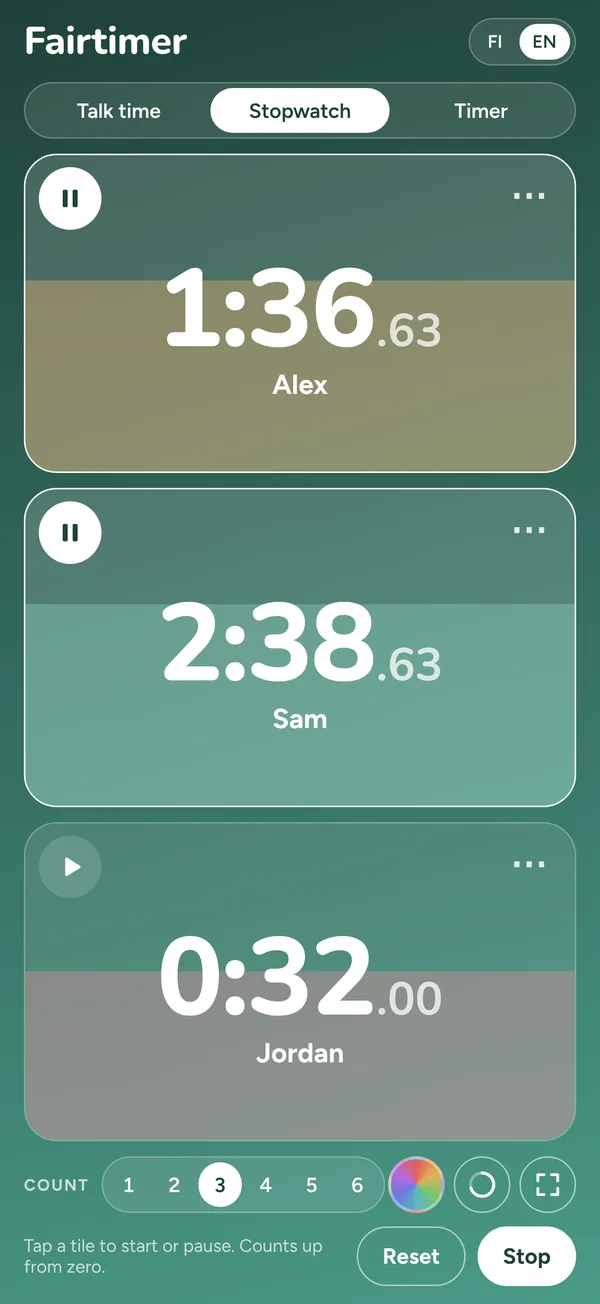 Fairtimer
FI EN
Talk time Stopwatch Timer
1:36.63
Alex
2:38.63
Sam
0:32.00
Jordan
COUNT 1 2 3 4 5 6
Tap a tile to start or pause. Counts up
from zero.
Reset Stop